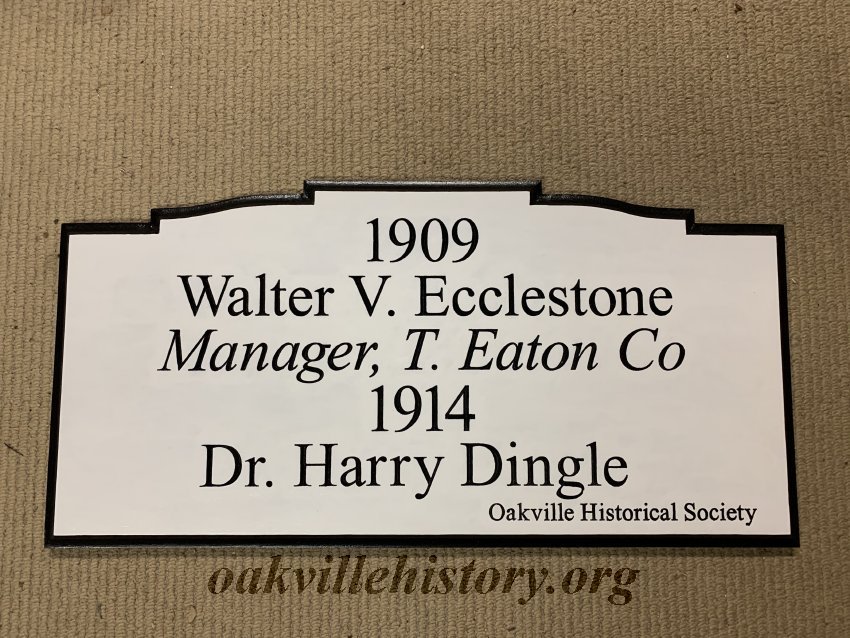 1909
Walter V. Ecclestone
Manager, T. Eaton Co
1914
Dr. Harry Dingle
Oakville Historical Society
oakvillehistory.org